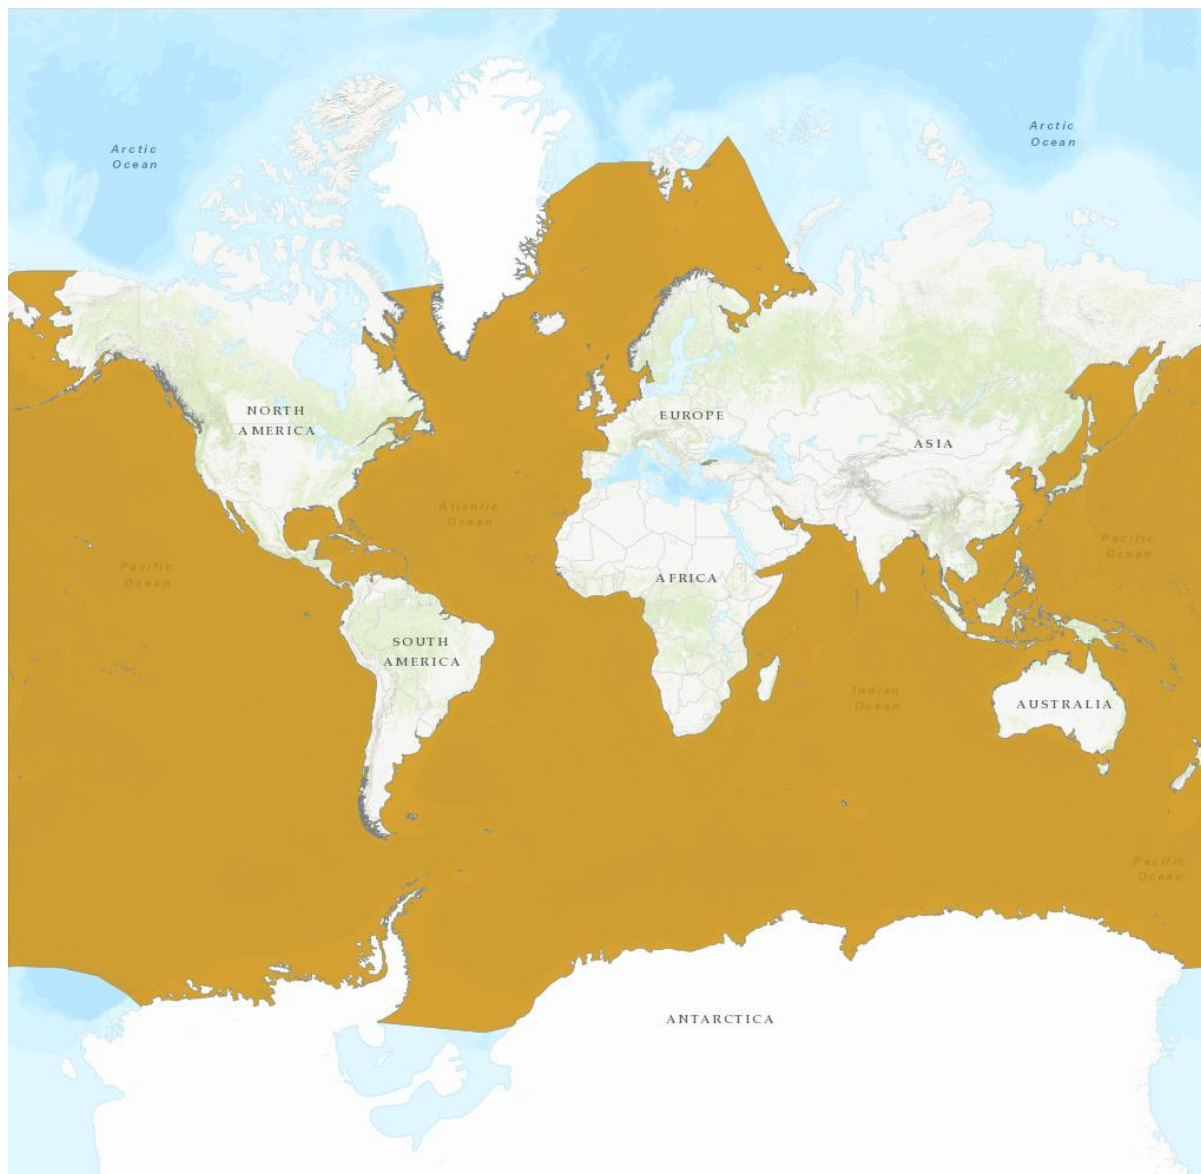 Arctic
Ocean
Arctic
Ocean
NORTH
AMERICA
EUROPE
ASIA
Atlantic
Ocean
Pacific
Ocean
Pacific
Ocean
AFRICA
SOUTH
AMERICA
Indian
Ocean
AUSTRALIA
Pacific
Ocean
ANTARCTICA